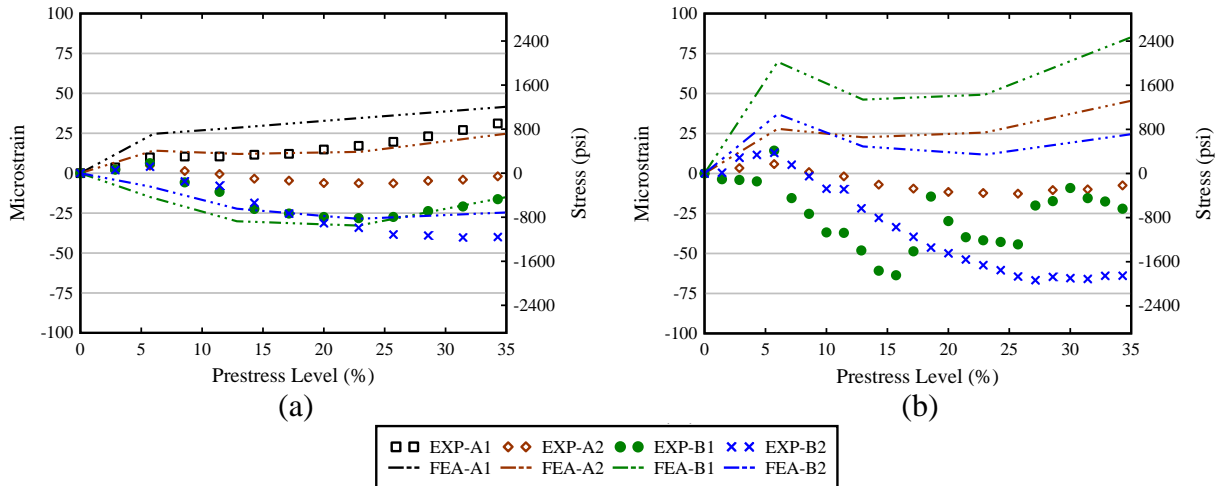 100
75
50
25
0
-25
-50
-75
-100
Microstrain
2400
1600
800
0
-800
-1600
-2400
Stress (psi)
0 5 10 15 20 25 30 35
Prestress Level (%)
(a)
100
75
50
25
0
-25
-50
-75
-100
Microstrain
2400
1600
800
0
-800
-1600
-2400
Stress (psi)
0 5 10 15 20 25 30 35
Prestress Level (%)
(b)
EXP-A1 EXP-A2 EXP-B1 EXP-B2
FEA-A1 FEA-A2 FEA-B1 FEA-B2